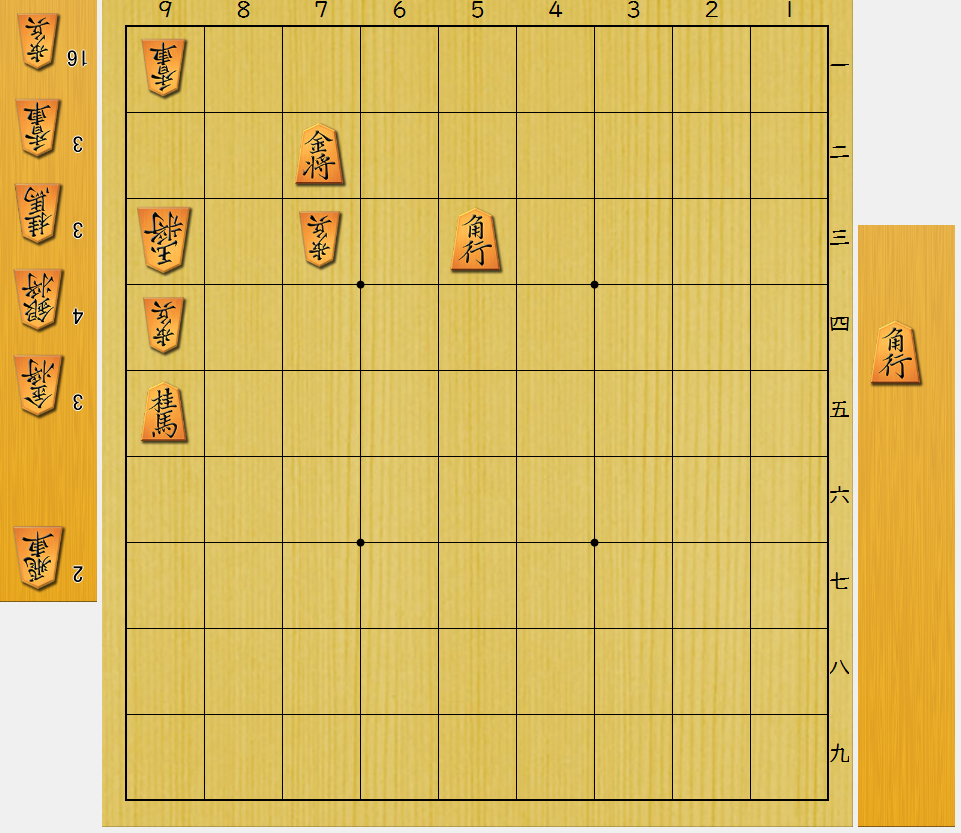 9 8 7 6 5 4 3 2 1
歩兵 16
香車 3
桂馬 3
銀将 4
金将 3
飛車 2
香車 一
金将 二
玉将 歩兵 角行 三
歩兵 四
桂馬 五
六
七
八
九
角行